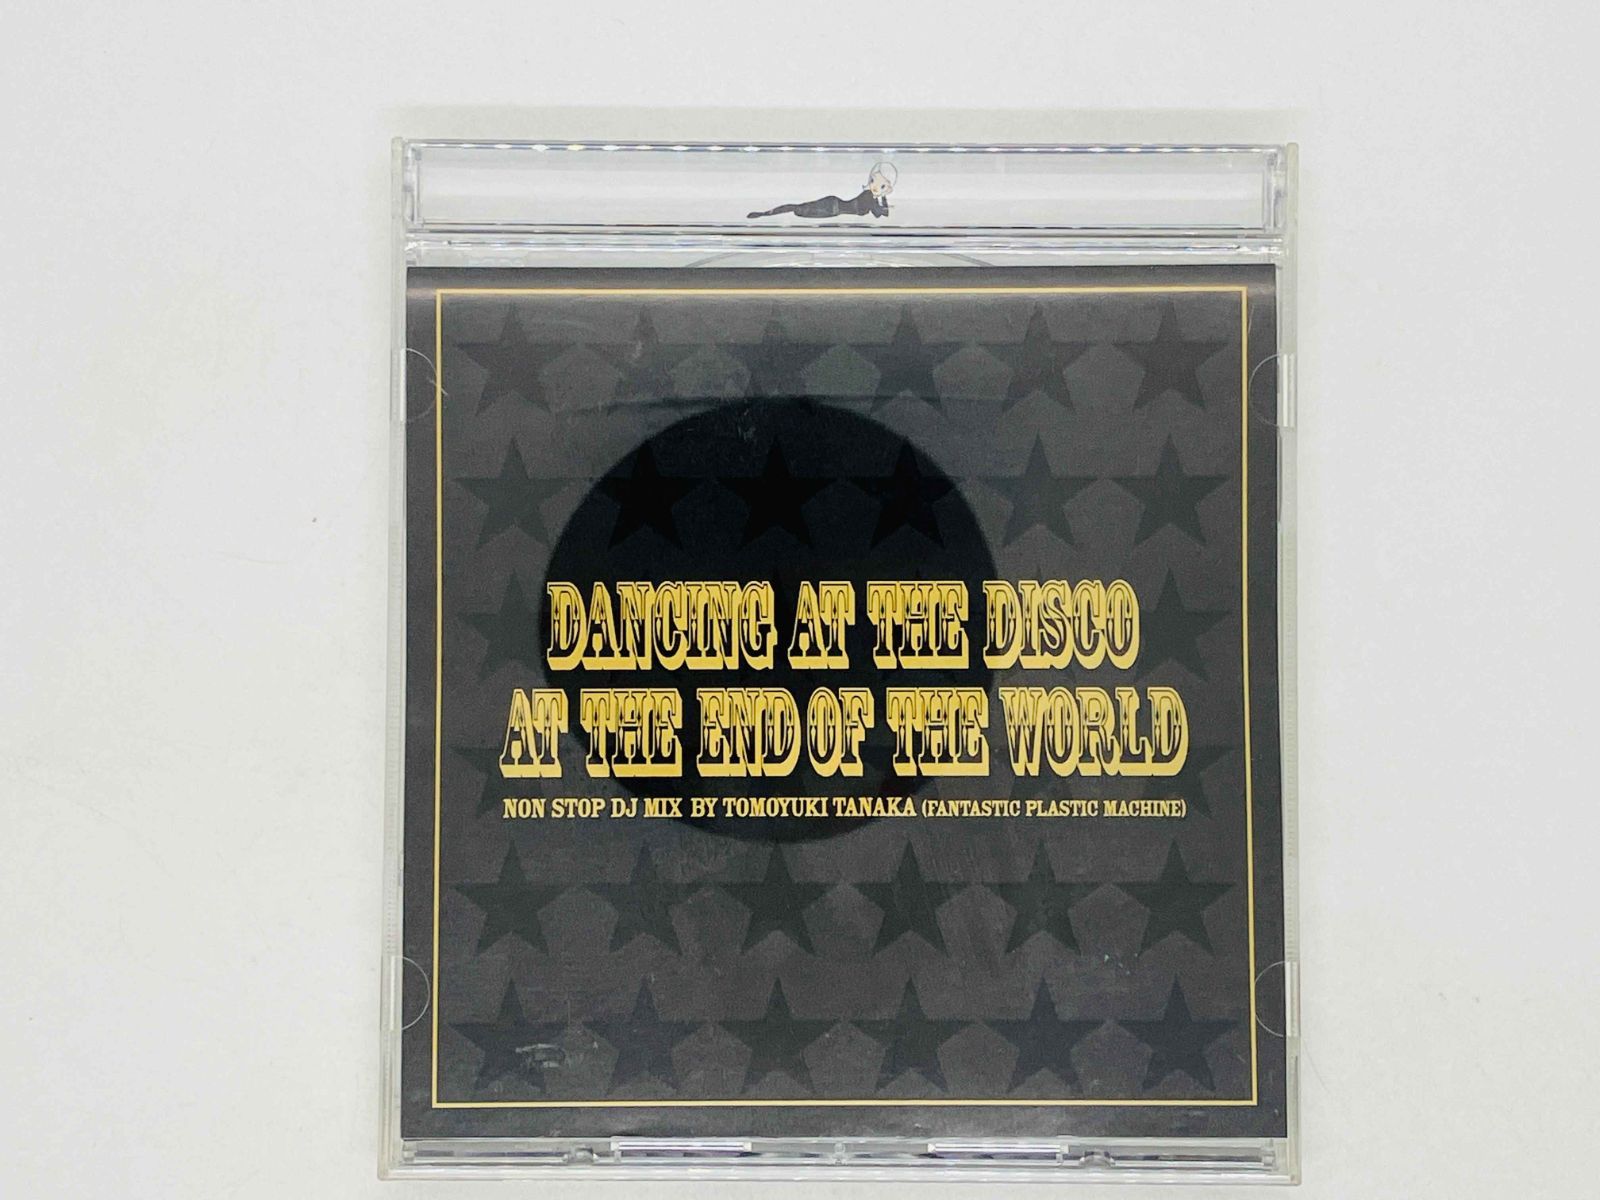 DANCING AT THE DISCO
AT THE END OF THE WORLD
NON STOP DJ MIX BY TOMOYUKI TANAKA (FANTASTIC PLASTIC MACHINE)